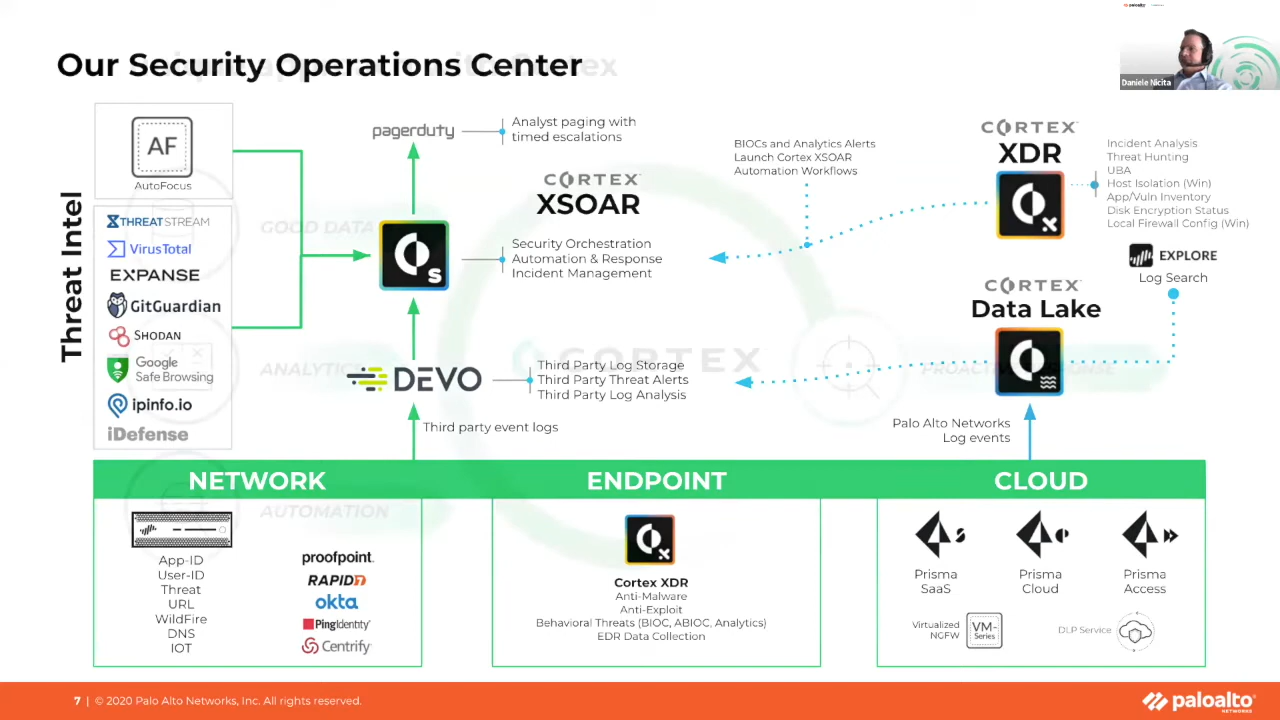 Our Security Operations Center
Daniele Nicita
Threat Intel
AF
AutoFocus
THREATSTREAM
VirusTotal
EXPANSE
GitGuardian
SHODAN
Google
Safe Browsing
ipinfo.io
iDefense
pagerduty
Analyst paging with
timed escalations
CORTEX
XSOAR
S
Security Orchestration
Automation & Response
Incident Management
DEVO
Third Party Log Storage
Third Party Threat Alerts
Third Party Log Analysis
Third party event logs
BIOCs and Analytics Alerts
Launch Cortex XSOAR
Automation Workflows
CORTEX
XDR
X
Incident Analysis
Threat Hunting
UBA
Host Isolation (Win)
App/Vuln Inventory
Disk Encryption Status
Local Firewall Config (Win)
EXPLORE
Log Search
CORTEX
Data Lake
Palo Alto Networks
Log events
GOOD DATA
ANALYTICS
CORTEX
PROACTIVE RESPONSE
AUTOMATION
NETWORK
App-ID
User-ID
Threat
URL
WildFire
DNS
IOT
proofpoint.
RAPID7
okta
PingIdentity
Centrify
ENDPOINT
X
Cortex XDR
Anti-Malware
Anti-Exploit
Behavioral Threats (BIOC, ABIOC, Analytics)
EDR Data Collection
CLOUD
Prisma
SaaS
Prisma
Cloud
Prisma
Access
Virtualized
NGFW
VM-
Series
DLP Service
7 | © 2020 Palo Alto Networks, Inc. All rights reserved.
paloalto
NETWORKS